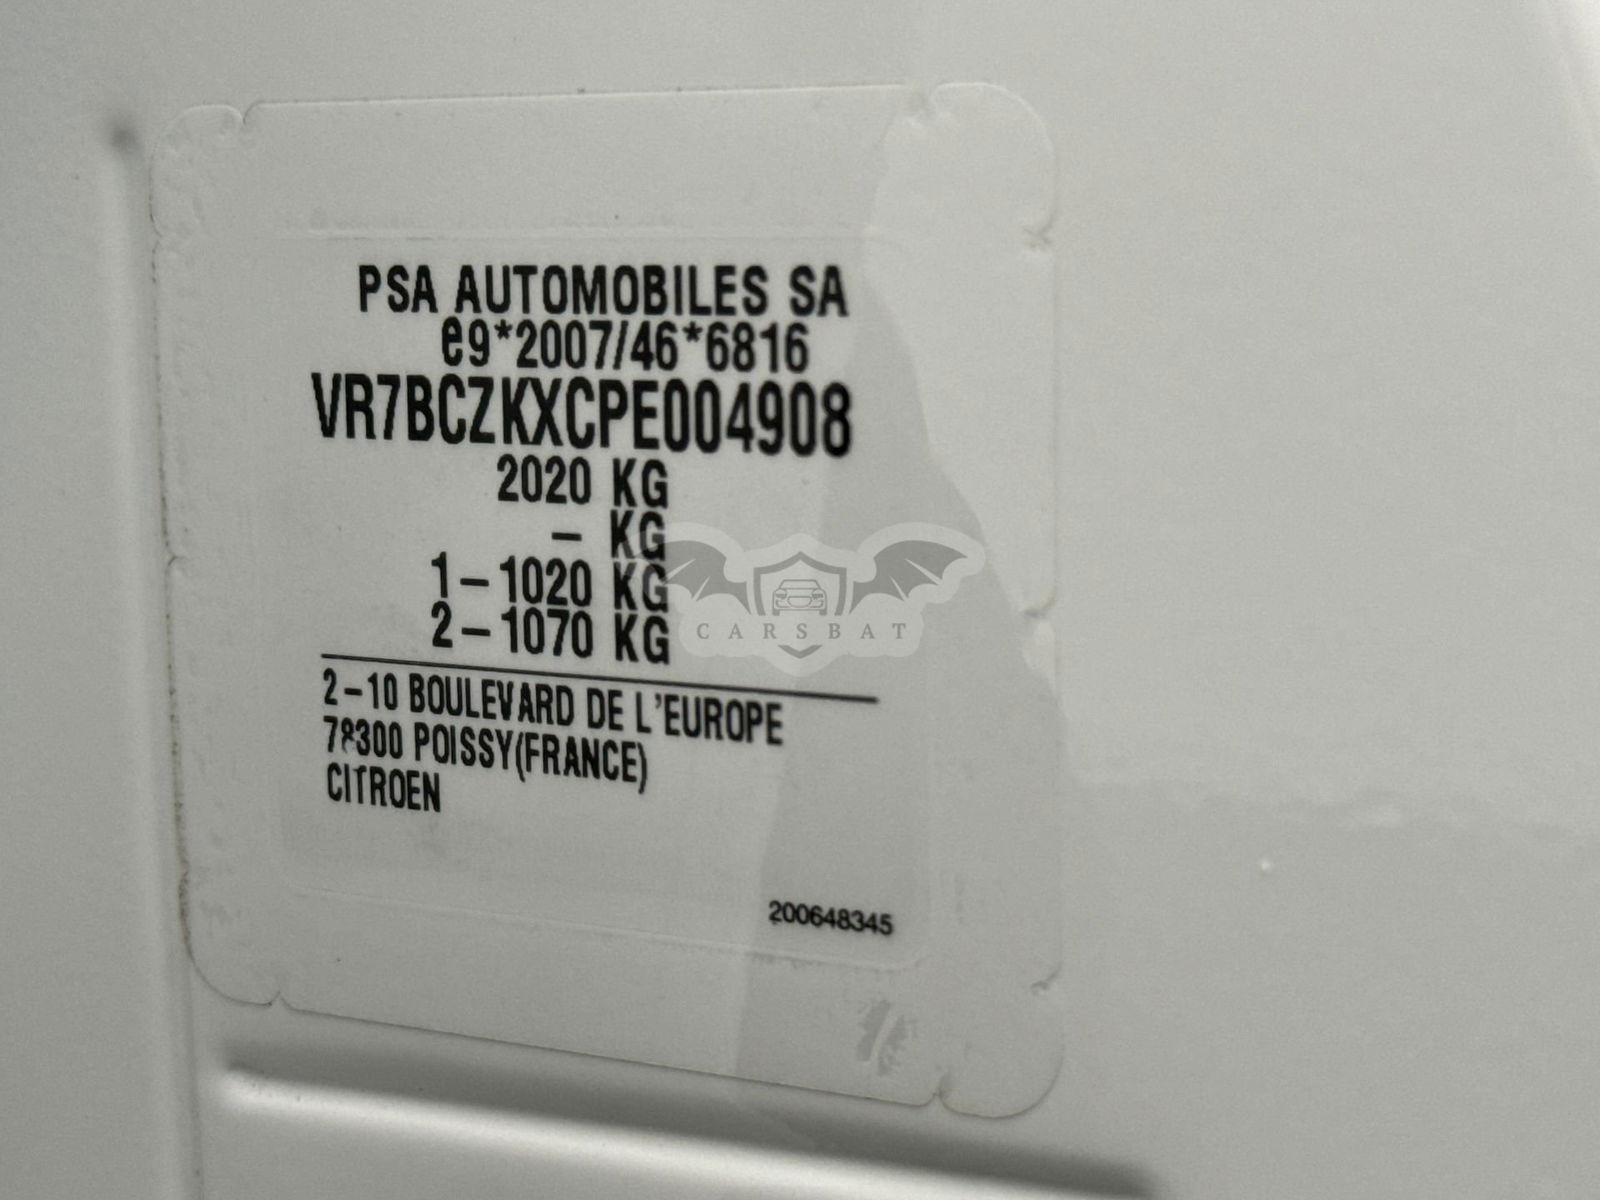 PSA AUTOMOBILES SA
e9*2007/46*6816
VR7BCZKXCPE004908
2020 KG
– KG
1–1020 KG
2–1070 KG
CARSBAT
2–10 BOULEVARD DE L'EUROPE
78300 POISSY(FRANCE)
CITROEN
200648345